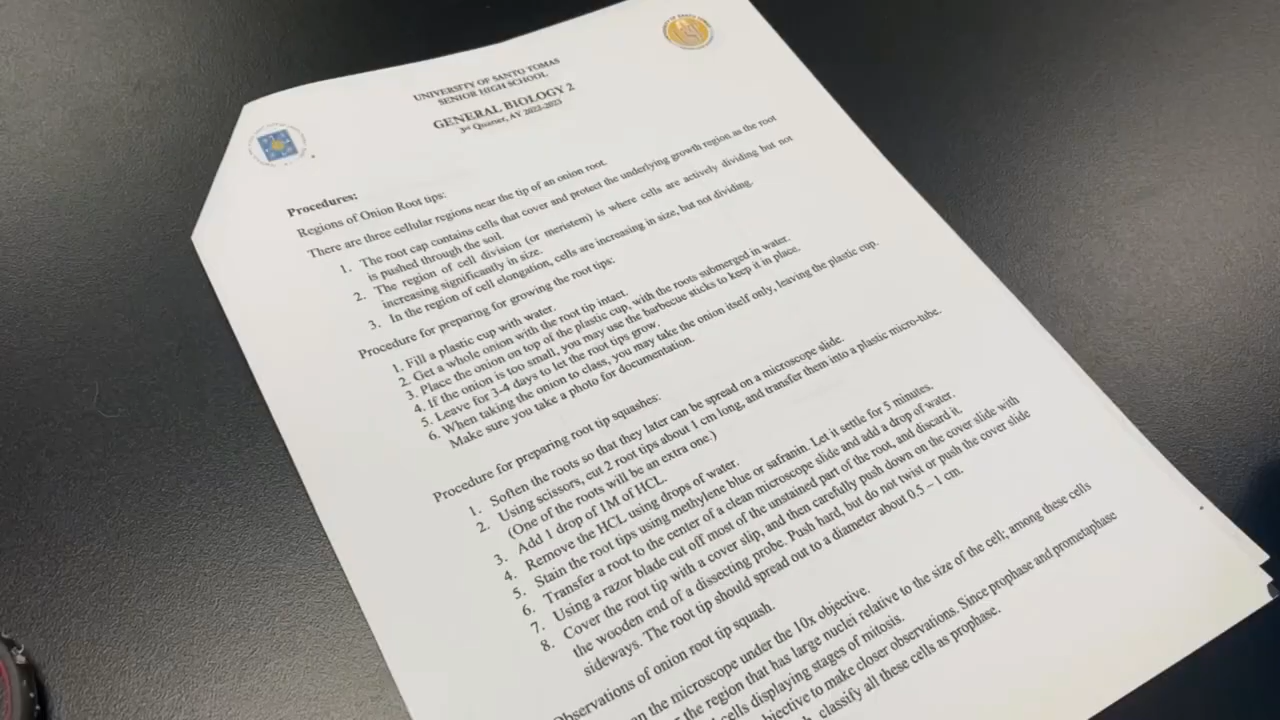 UNIVERSITY OF SANTO TOMAS
SENIOR HIGH SCHOOL
GENERAL BIOLOGY 2
3rd Quarter, AY 2022-2023
Procedures:
Regions of Onion Root tips:
There are three cellular regions near the tip of an onion root.
1. The root cap contains cells that cover and protect the underlying growth region as the root
is pushed through the soil.
2. The region of cell division (or meristem) is where cells are actively dividing but not
increasing significantly in size.
3. In the region of cell elongation, cells are increasing in size, but not dividing.
Procedure for preparing for growing the root tips:
1. Fill a plastic cup with water.
2. Get a whole onion with the root tip intact.
3. Place the onion on top of the plastic cup, with the roots submerged in water.
4. If the onion is too small, you may use the barbecue sticks to keep it in place.
5. Leave for 3-4 days to let the root tips grow.
6. When taking the onion to class, you may take the onion itself only, leaving the plastic cup.
Make sure you take a photo for documentation.
Procedure for preparing root tip squashes:
1. Soften the roots so that they later can be spread on a microscope slide.
2. Using scissors, cut 2 root tips about 1 cm long, and transfer them into a plastic micro-tube.
(One of the roots will be an extra one.)
3. Add 1 drop of 1M of HCL.
4. Remove the HCL using drops of water.
5. Stain the root tips using methylene blue or safranin. Let it settle for 5 minutes.
6. Transfer a root to the center of a clean microscope slide and add a drop of water.
7. Using a razor blade cut off most of the unstained part of the root, and discard it.
8. Cover the root tip with a cover slip, and then carefully push down on the cover slide with
the wooden end of a dissecting probe. Push hard, but do not twist or push the cover slide
sideways. The root tip should spread out to a diameter about 0.5 – 1 cm.
Observations of onion root tip squash.
the microscope under the 10x objective.
the region that has large nuclei relative to the size of the cell; among these cells
cells displaying stages of mitosis.
objective to make closer observations. Since prophase and prometaphase
classify all these cells as prophase.